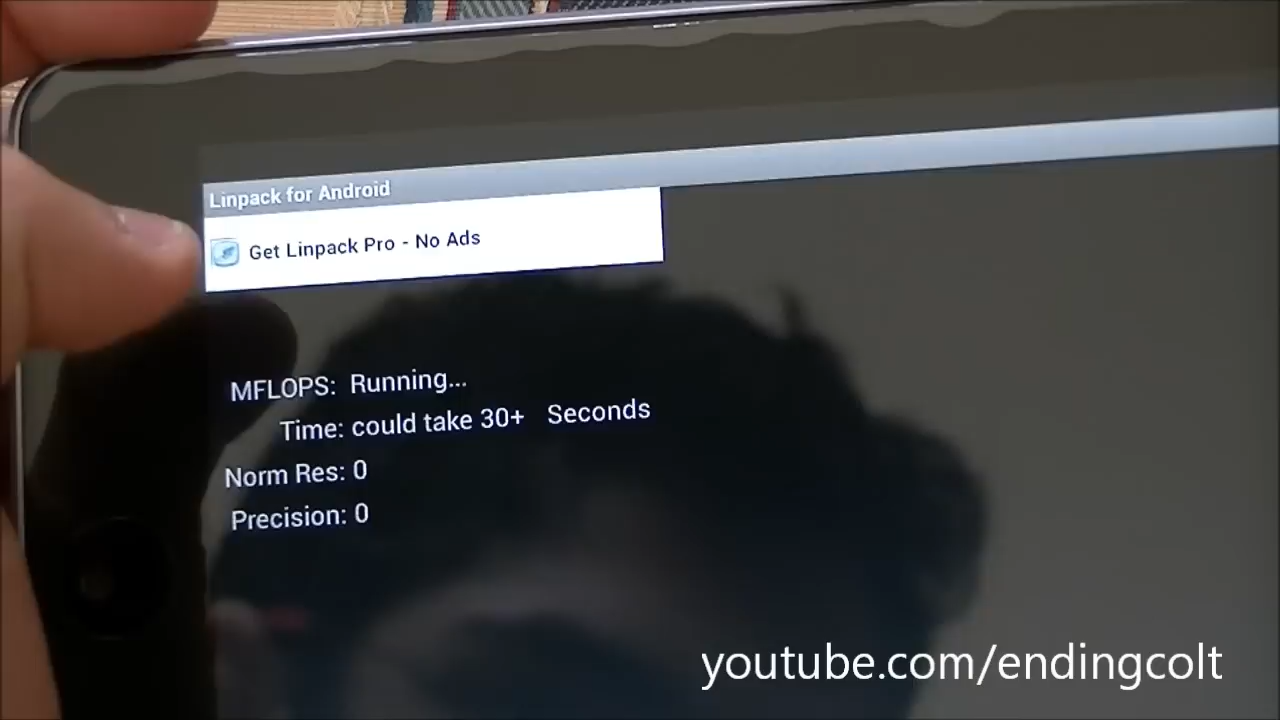 Linpack for Android
Get Linpack Pro - No Ads
MFLOPS: Running...
Time: could take 30+ Seconds
Norm Res: 0
Precision: 0
youtube.com/endingcolt